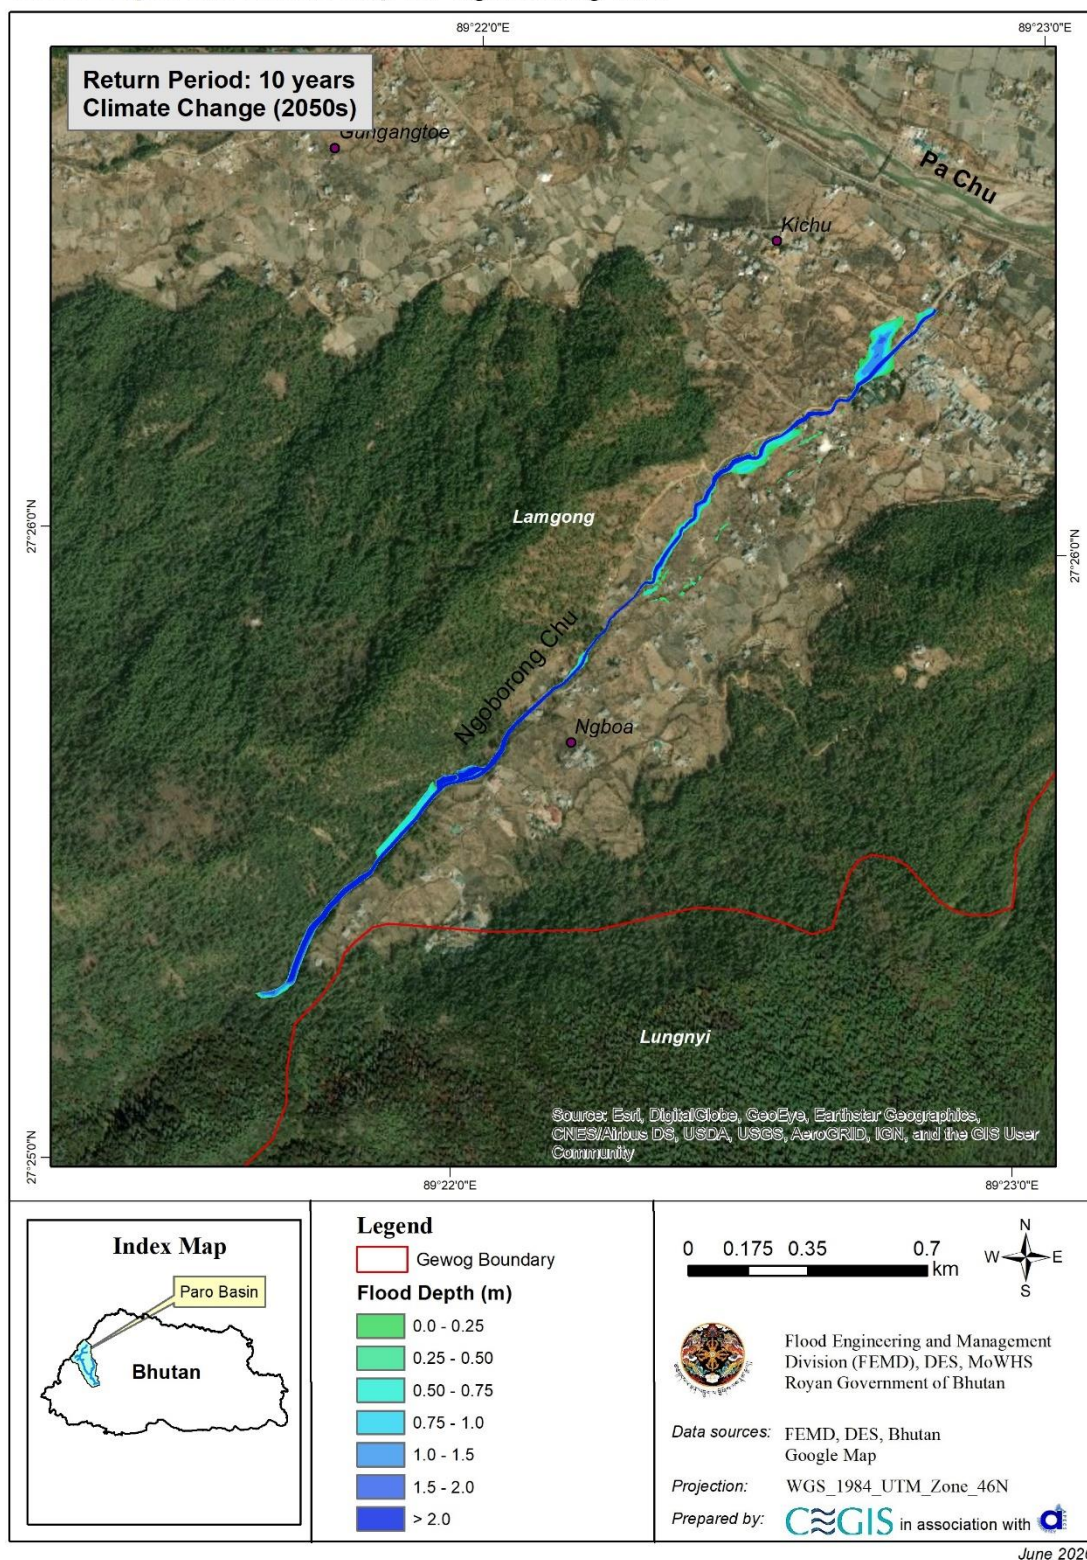 89°22'0"E
89°23'0"E
Return Period: 10 years
Climate Change (2050s)
Gungangtoe
Pa Chu
Kichu
Lamgong
27°26'0"N
27°26'0"N
Ngoborong Chu
Ngboa
Lungnyi
Source: Esri, DigitalGlobe, GeoEye, Earthstar Geographics,
CNES/Airbus DS, USDA, USGS, AeroGRID, IGN, and the GIS User
Community
27°25'0"N
89°22'0"E
89°23'0"E
Index Map
Paro Basin
Bhutan
Legend
Gewog Boundary
Flood Depth (m)
0.0 - 0.25
0.25 - 0.50
0.50 - 0.75
0.75 - 1.0
1.0 - 1.5
1.5 - 2.0
> 2.0
0 0.175 0.35 0.7
km
N
W E
S
Flood Engineering and Management
Division (FEMD), DES, MoWHS
Royan Government of Bhutan
Data sources: FEMD, DES, Bhutan
Google Map
Projection: WGS_1984_UTM_Zone_46N
Prepared by: CEGIS in association with
June 2020